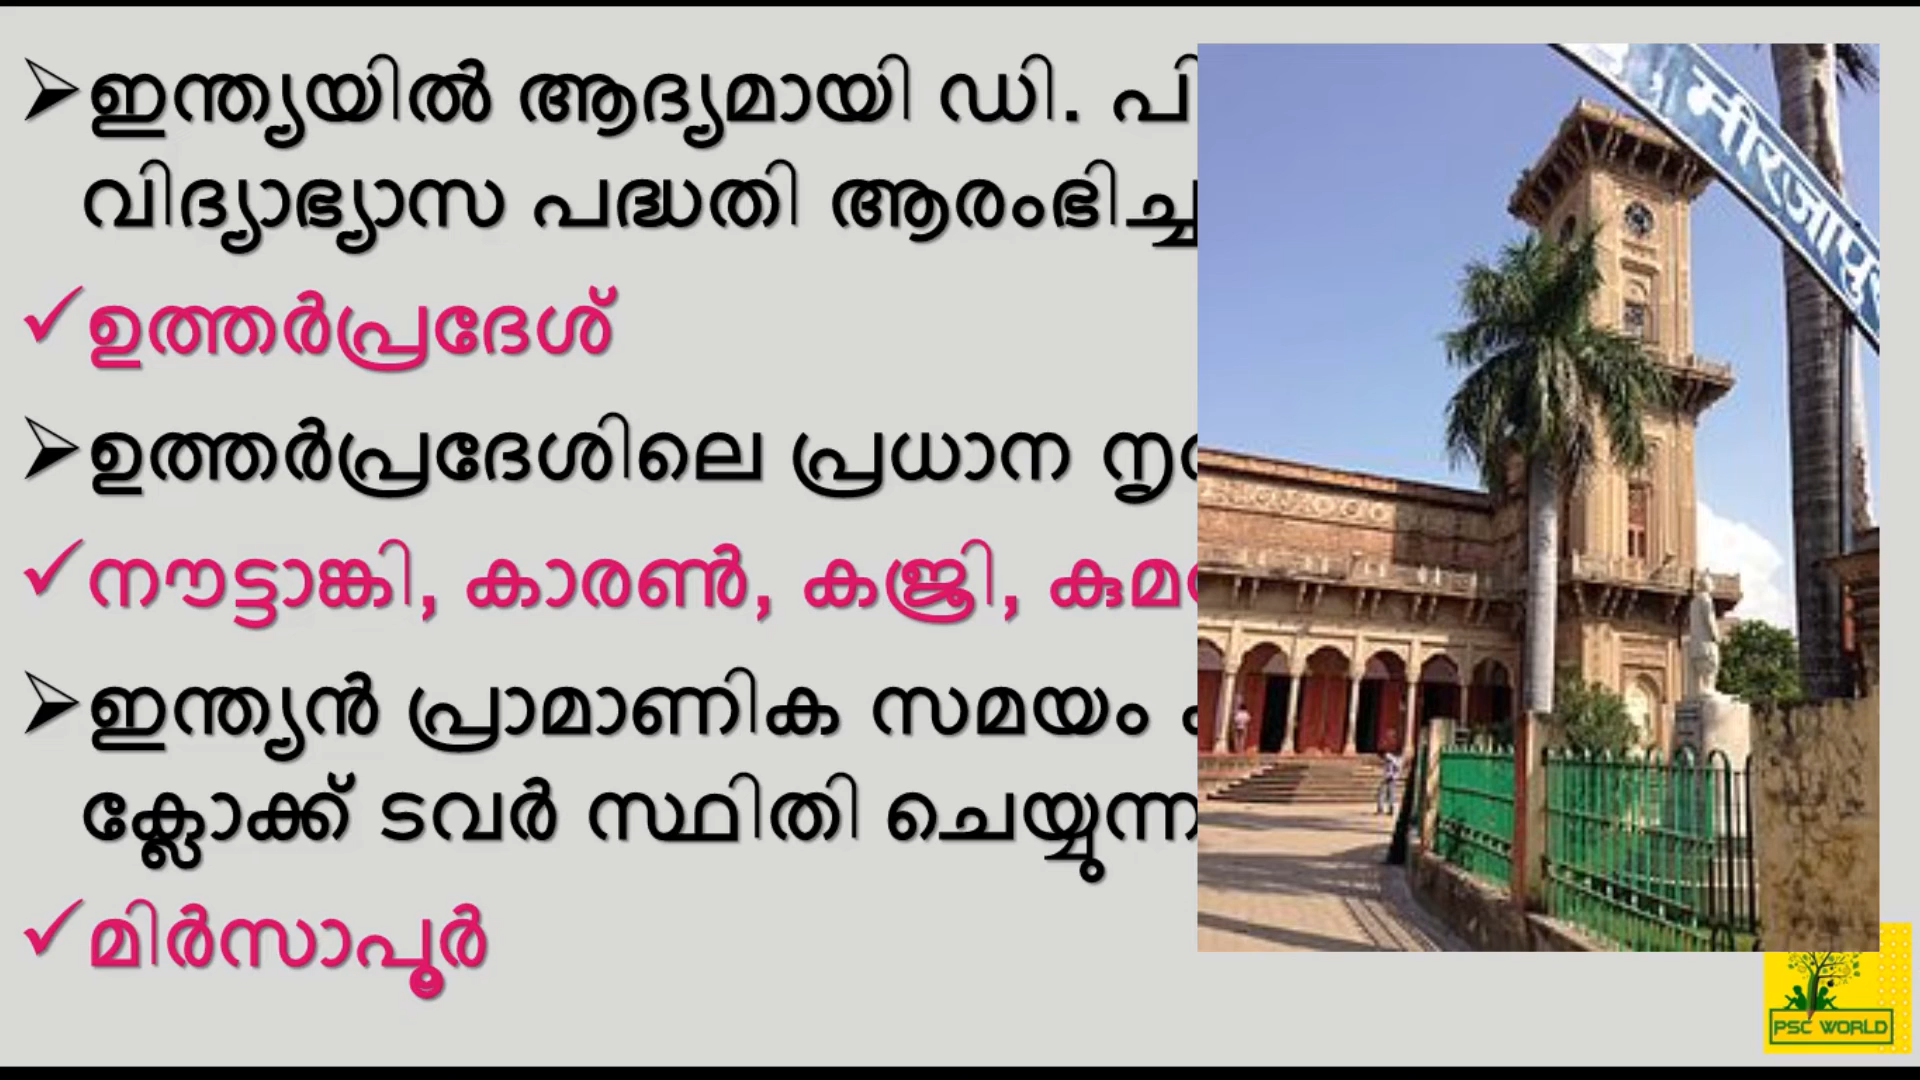 ഇന്ത്യയിൽ ആദ്യമായി ഡി. പി
വിദ്യാഭ്യാസ പദ്ധതി ആരംഭിച്ച
ഉത്തർപ്രദേശ്
ഉത്തർപ്രദേശിലെ പ്രധാന
നൗട്ടാങ്കി, കാരൺ, കജ്രി,
ഇന്ത്യൻ പ്രാമാണിക സമയം
ക്ലോക്ക് ടവർ സ്ഥിതി ചെയ്യുന്ന
മിർസാപൂർ
मीरजापुर
PSC WORLD